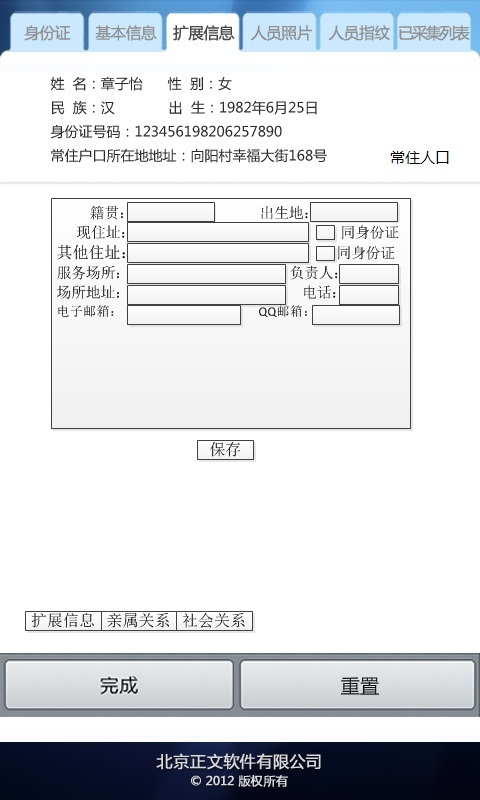 身份证 基本信息 扩展信息 人员照片 人员指纹 已采集列表
姓 名：章子怡 性 别：女
民 族：汉 出 生：1982年6月25日
身份证号码：123456198206257890
常住户口所在地地址：向阳村幸福大街168号 常住人口
籍贯: 出生地:
现住址: 同身份证
其他住址: 同身份证
服务场所: 负责人:
场所地址: 电话:
电子邮箱: QQ邮箱:
保存
扩展信息 亲属关系 社会关系
完成 重置
北京正文软件有限公司
© 2012 版权所有